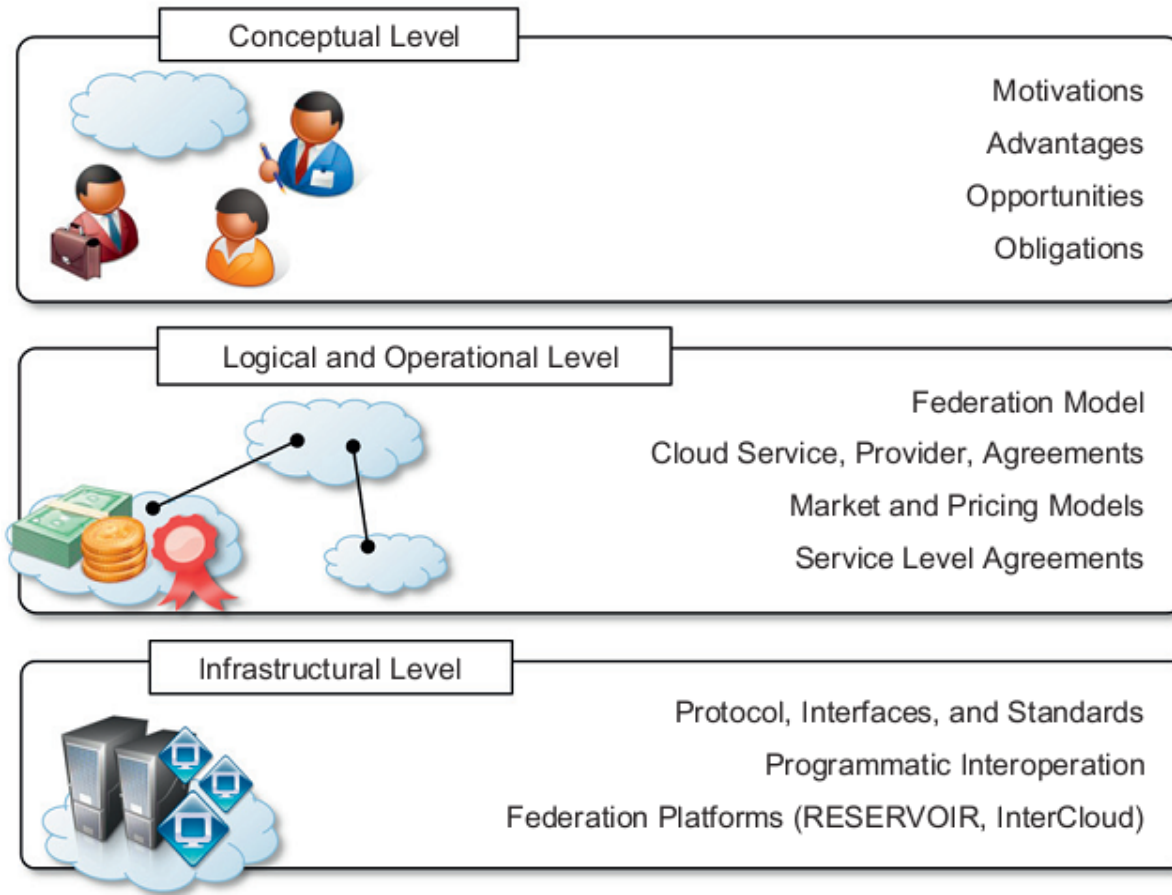 Conceptual Level
Motivations
Advantages
Opportunities
Obligations
Logical and Operational Level
Federation Model
Cloud Service, Provider, Agreements
Market and Pricing Models
Service Level Agreements
Infrastructural Level
Protocol, Interfaces, and Standards
Programmatic Interoperation
Federation Platforms (RESERVOIR, InterCloud)